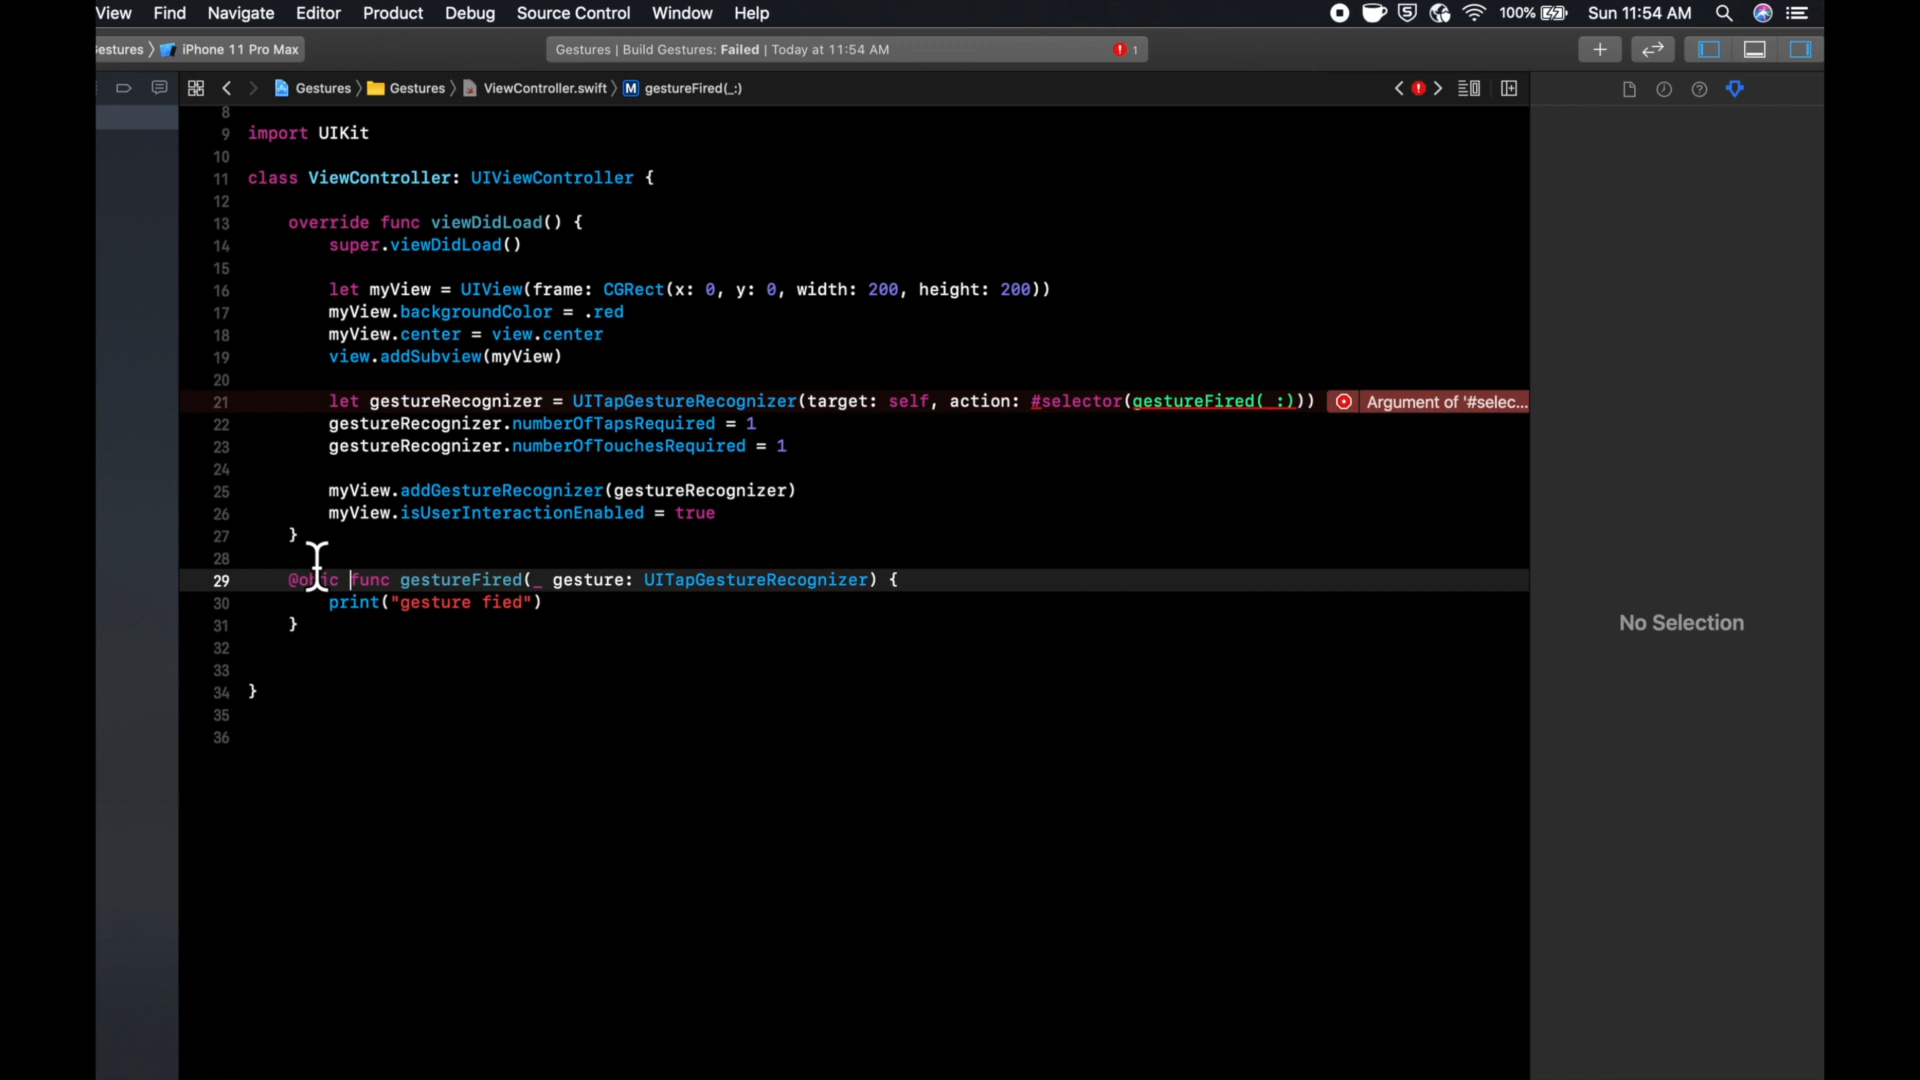 View Find Navigate Editor Product Debug Source Control Window Help 100% Sun 11:54 AM
estures iPhone 11 Pro Max Gestures | Build Gestures: Failed | Today at 11:54 AM 1
Gestures Gestures ViewController.swift M gestureFired(_:)
8
9 import UIKit
10
11 class ViewController: UIViewController {
12
13 override func viewDidLoad() {
14 super.viewDidLoad()
15
16 let myView = UIView(frame: CGRect(x: 0, y: 0, width: 200, height: 200))
17 myView.backgroundColor = .red
18 myView.center = view.center
19 view.addSubview(myView)
20
21 let gestureRecognizer = UITapGestureRecognizer(target: self, action: #selector(gestureFired(_:))) Argument of '#selec...
22 gestureRecognizer.numberOfTapsRequired = 1
23 gestureRecognizer.numberOfTouchesRequired = 1
24
25 myView.addGestureRecognizer(gestureRecognizer)
26 myView.isUserInteractionEnabled = true
27 }
28
29 @objc func gestureFired(_ gesture: UITapGestureRecognizer) {
30 print("gesture fied")
31 }
32
33
34 }
35
36
No Selection